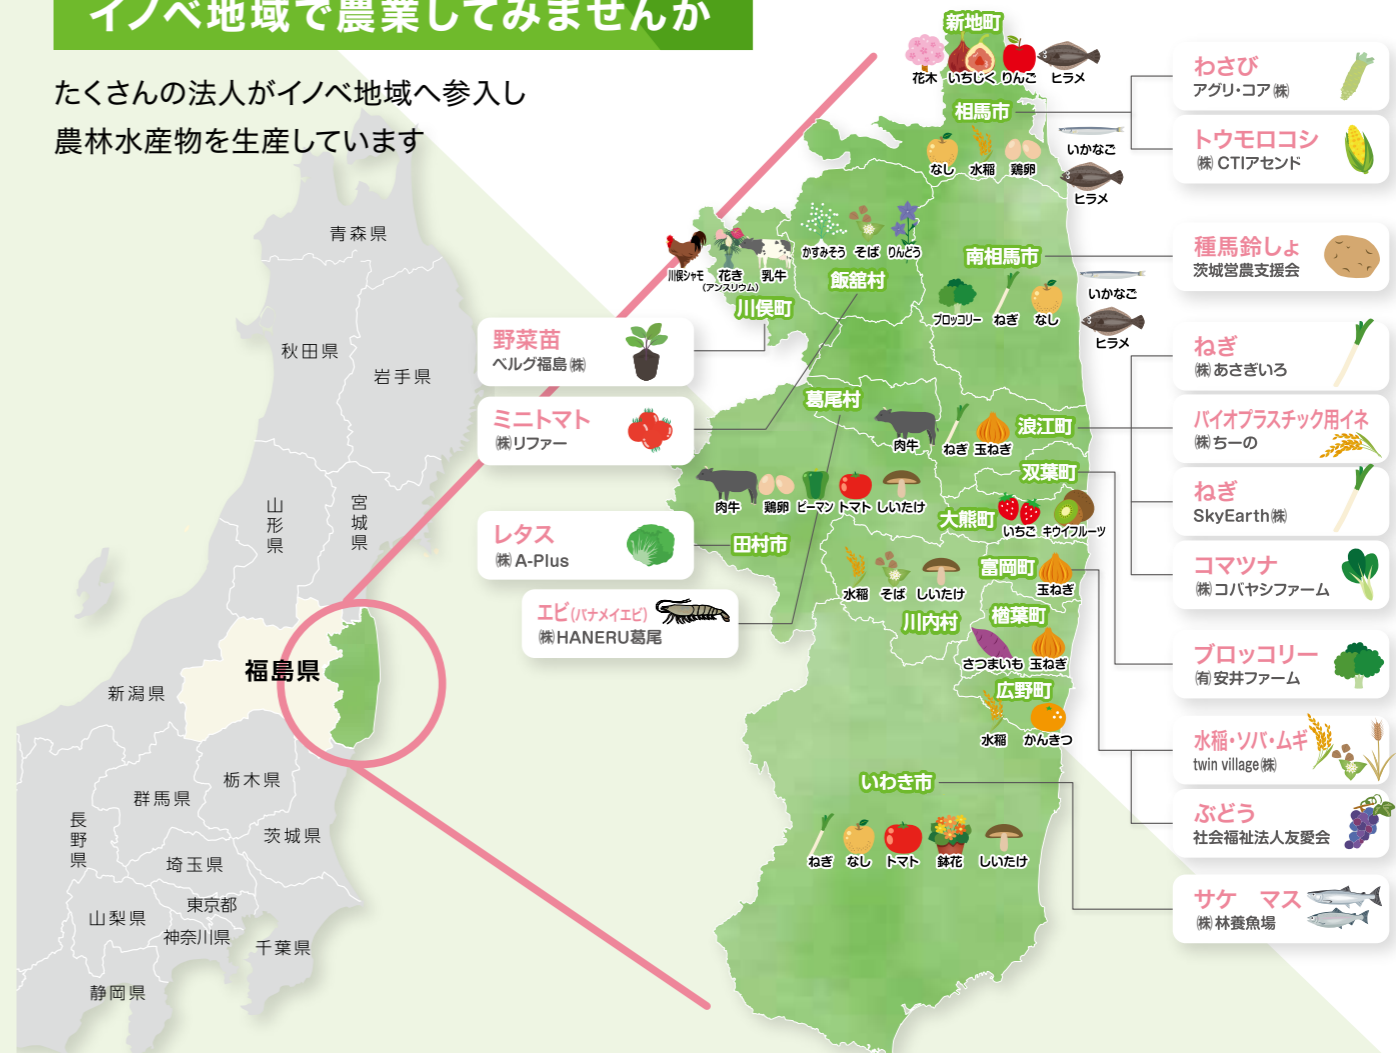 イノベ地域で農業してみませんか
たくさんの法人がイノベ地域へ参入し
農林水産物を生産しています
青森県
秋田県
岩手県
山形県
宮城県
福島県
新潟県
群馬県
栃木県
茨城県
長野県
埼玉県
東京都
山梨県
神奈川県
千葉県
静岡県
新地町
花木
いちじく
りんご
ヒラメ
相馬市
なし
水稲
鶏卵
いかなご
ヒラメ
川俣シャモ
花き
(アンスリウム)
乳牛
川俣町
かすみそう
そば
りんどう
飯舘村
南相馬市
ブロッコリー
ねぎ
なし
いかなご
ヒラメ
葛尾村
肉牛
ねぎ
玉ねぎ
浪江町
双葉町
肉牛
鶏卵
ピーマン
トマト
しいたけ
田村市
大熊町
いちご
キウイフルーツ
水稲
そば
しいたけ
川内村
富岡町
玉ねぎ
楢葉町
さつまいも
玉ねぎ
広野町
水稲
かんきつ
いわき市
ねぎ
なし
トマト
鉢花
しいたけ
野菜苗
ベルグ福島㈱
ミニトマト
㈱リファー
レタス
㈱A-Plus
エビ(バナメイエビ)
㈱HANERU葛尾
わさび
アグリ・コア㈱
トウモロコシ
㈱CTIアセンド
種馬鈴しょ
茨城営農支援会
ねぎ
㈱あさぎいろ
バイオプラスチック用イネ
㈱ちーの
ねぎ
SkyEarth㈱
コマツナ
㈱コバヤシファーム
ブロッコリー
㈲安井ファーム
水稲・ソバ・ムギ
twin village㈱
ぶどう
社会福祉法人友愛会
サケ　マス
㈱林養魚場